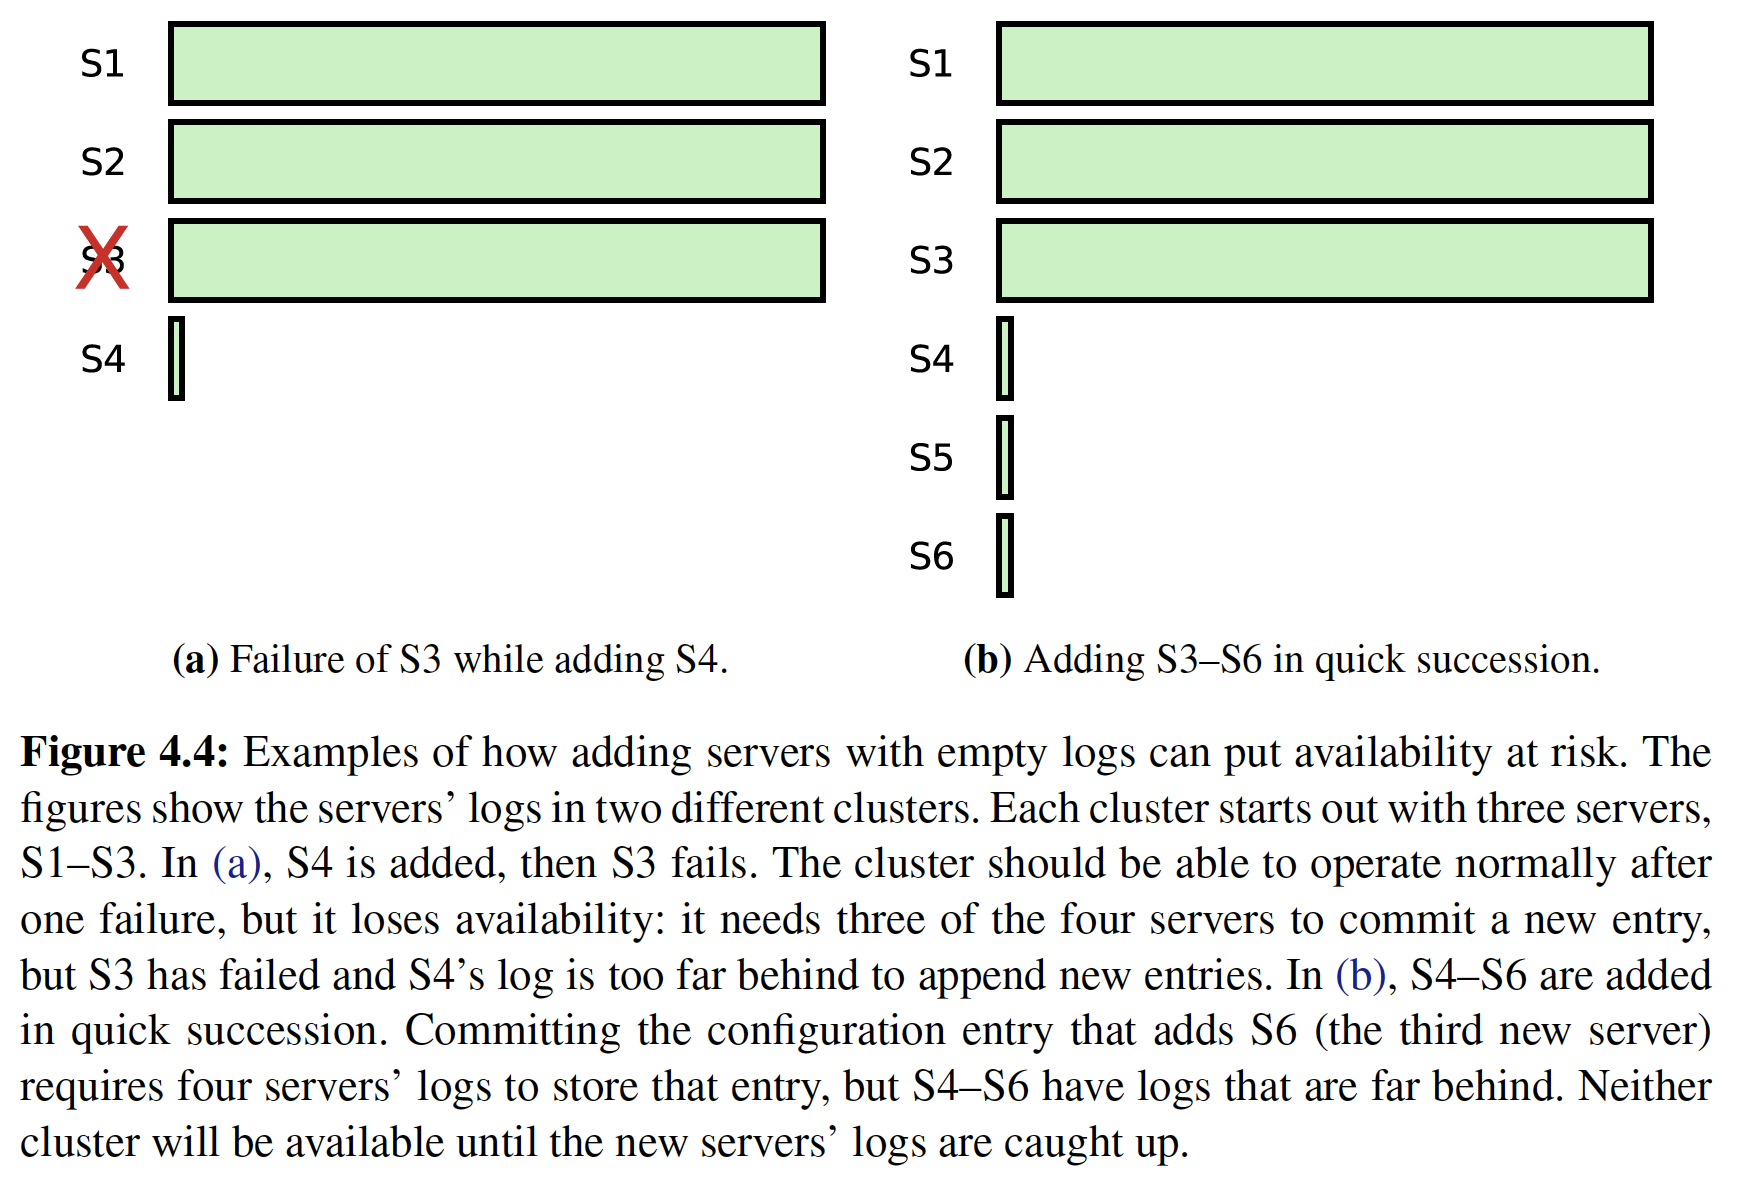 S1
S2
S3
S4
S1
S2
S3
S4
S5
S6
(a) Failure of S3 while adding S4.
(b) Adding S3–S6 in quick succession.
Figure 4.4: Examples of how adding servers with empty logs can put availability at risk. The
figures show the servers’ logs in two different clusters. Each cluster starts out with three servers,
S1–S3. In (a), S4 is added, then S3 fails. The cluster should be able to operate normally after
one failure, but it loses availability: it needs three of the four servers to commit a new entry,
but S3 has failed and S4’s log is too far behind to append new entries. In (b), S4–S6 are added
in quick succession. Committing the configuration entry that adds S6 (the third new server)
requires four servers’ logs to store that entry, but S4–S6 have logs that are far behind. Neither
cluster will be available until the new servers’ logs are caught up.